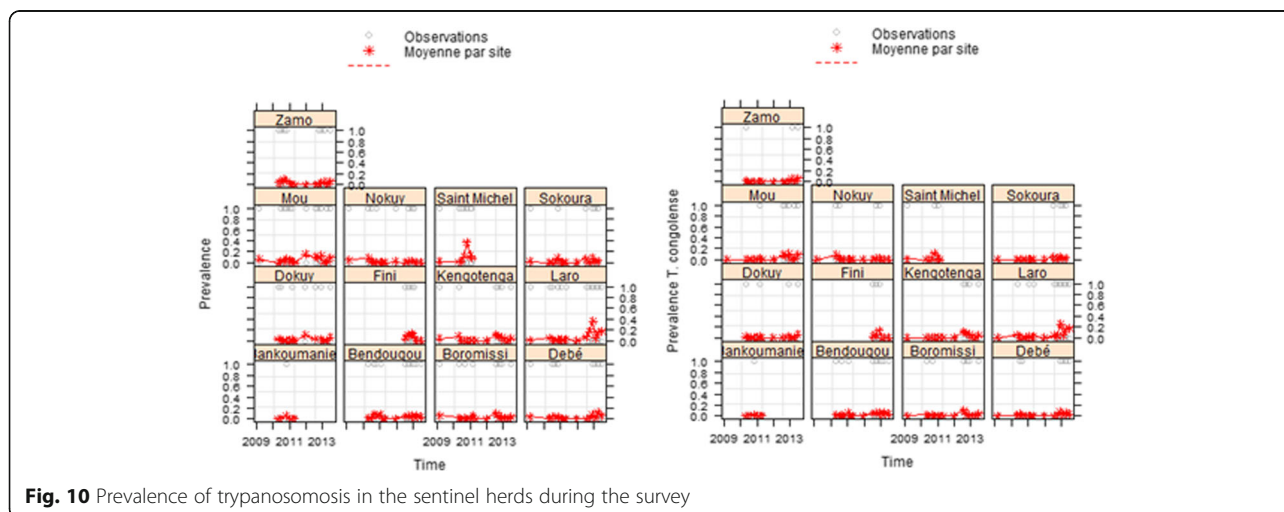 Observations
Moyenne par site
Zamo
1.0
0.8
0.6
0.4
0.2
0.0
Mou Nokuy Saint Michel Sokoura
1.0
0.8
0.6
0.4
0.2
0.0
Dokuy Fini Kengotenga Laro
1.0
0.8
0.6
0.4
0.2
0.0
Bendougou Boromissi Debé
1.0
0.8
0.6
0.4
0.2
0.0
2009 2011 2013
2009 2011 2013
Prevalence
Time
Observations
Moyenne par site
Zamo
1.0
0.8
0.6
0.4
0.2
0.0
Mou Nokuy Saint Michel Sokoura
1.0
0.8
0.6
0.4
0.2
0.0
Dokuy Fini Kengotenga Laro
1.0
0.8
0.6
0.4
0.2
0.0
Bendougou Boromissi Debé
1.0
0.8
0.6
0.4
0.2
0.0
2009 2011 2013
2009 2011 2013
Prevalence T. congolense
Time
Fig. 10 Prevalence of trypanosomosis in the sentinel herds during the survey